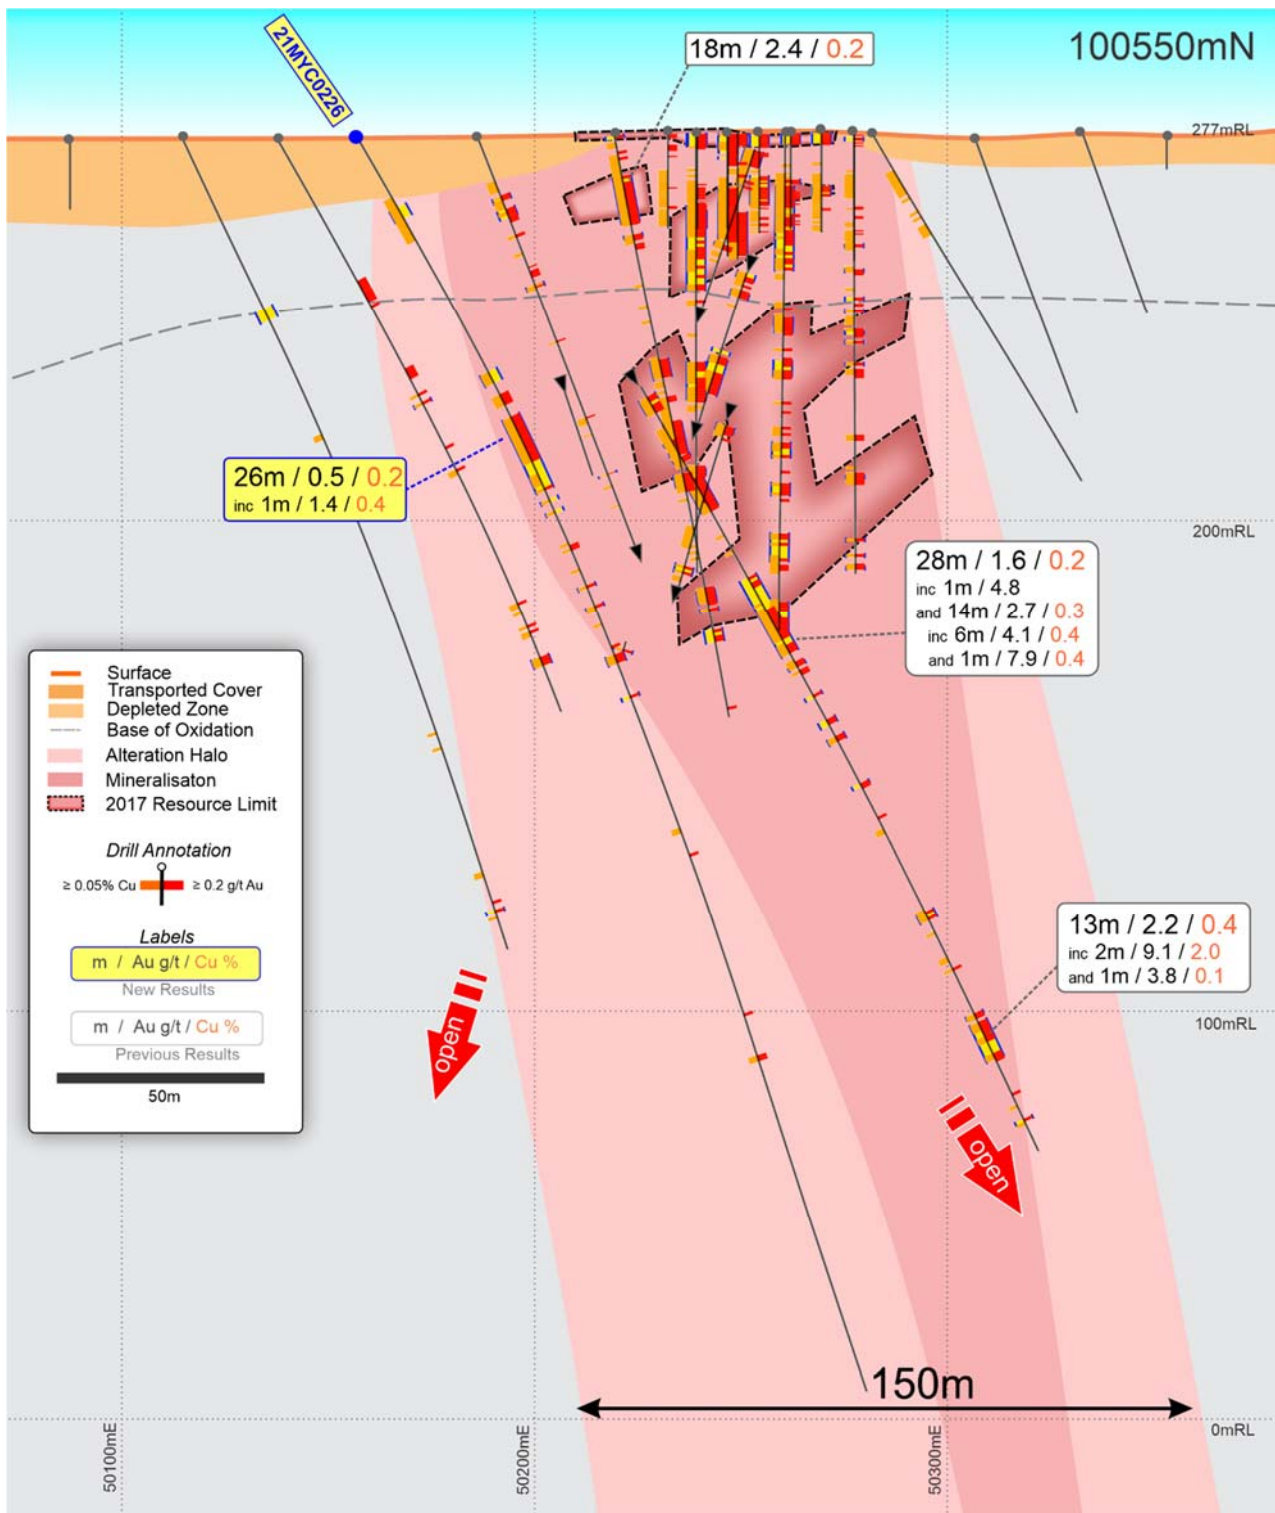 100550mN
21MYC0226
18m / 2.4 / 0.2
277mRL
26m / 0.5 / 0.2
inc 1m / 1.4 / 0.4
200mRL
28m / 1.6 / 0.2
inc 1m / 4.8
and 14m / 2.7 / 0.3
inc 6m / 4.1 / 0.4
and 1m / 7.9 / 0.4
Surface
Transported Cover
Depleted Zone
Base of Oxidation
Alteration Halo
Mineralisaton
2017 Resource Limit
Drill Annotation
≥ 0.05% Cu
≥ 0.2 g/t Au
Labels
m / Au g/t / Cu %
New Results
m / Au g/t / Cu %
Previous Results
50m
13m / 2.2 / 0.4
inc 2m / 9.1 / 2.0
and 1m / 3.8 / 0.1
100mRL
open
open
150m
0mRL
50100mE
50200mE
50300mE